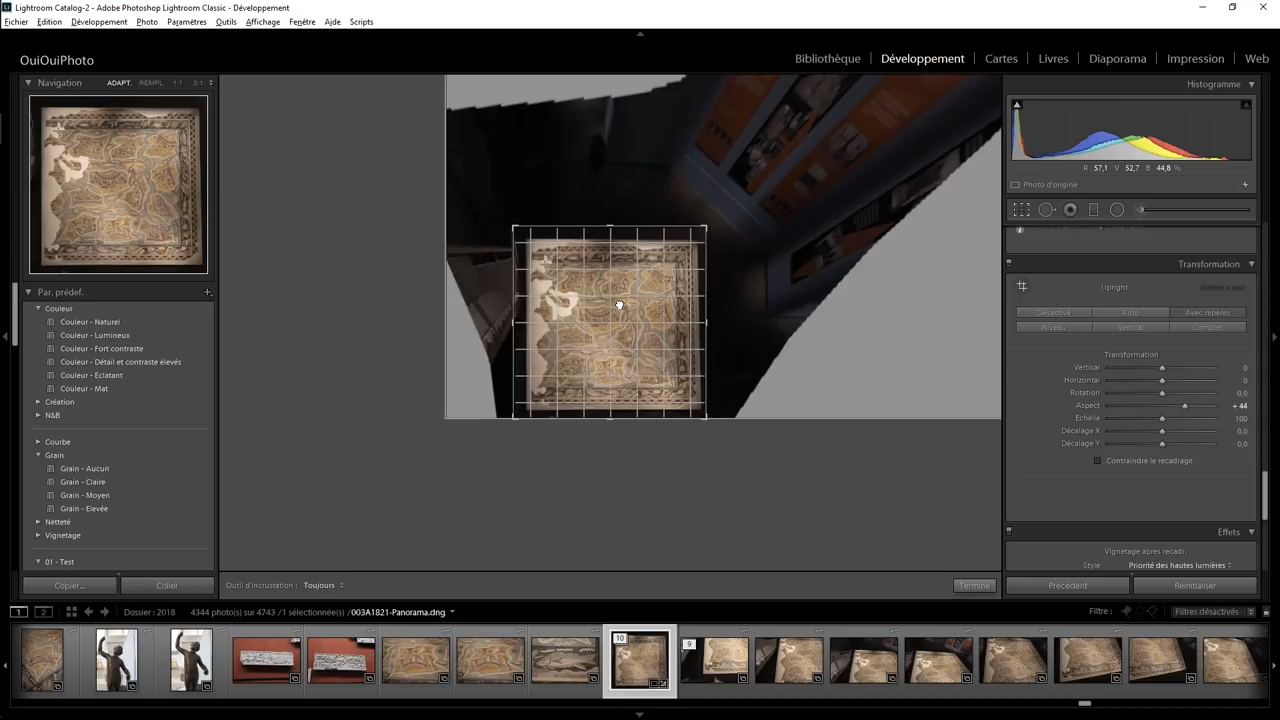 Lightroom Catalog-2 - Adobe Photoshop Lightroom Classic - Développement
Fichier Edition Développement Photo Paramètres Outils Affichage Fenêtre Aide Scripts
OuiOuiPhoto
Bibliothèque Développement Cartes Livres Diaporama Impression Web
Navigation ADAPT. REMPL. 1:1 3:1
Histogramme
R 57,1 V 52,7 B 44,8 %
Photo d'origine
Transformation
Upright Mettre à jour
Désactivé Auto Avec repères
Niveau Vertical Complet
Transformation
Vertical 0
Horizontal 0
Rotation 0,0
Aspect + 44
Echelle 100
Décalage X 0,0
Décalage Y 0,0
Contraindre le recadrage
Effets
Vignetage après recadr.
Style Priorité des hautes lumières
Précédent Réinitialiser
Par. prédef. +
Couleur
Couleur - Naturel
Couleur - Lumineux
Couleur - Fort contraste
Couleur - Détail et contraste élevés
Couleur - Eclatant
Couleur - Mat
Création
N&B
Courbe
Grain
Grain - Aucun
Grain - Claire
Grain - Moyen
Grain - Elevée
Netteté
Vignetage
01 - Test
Copier... Coller
Outil d'incrustation : Toujours Terminé
1 2 Dossier : 2018 4344 photo(s) sur 4743 /1 sélectionnée(s) /003A1821-Panorama.dng Filtre : Filtres désactivés
10 9